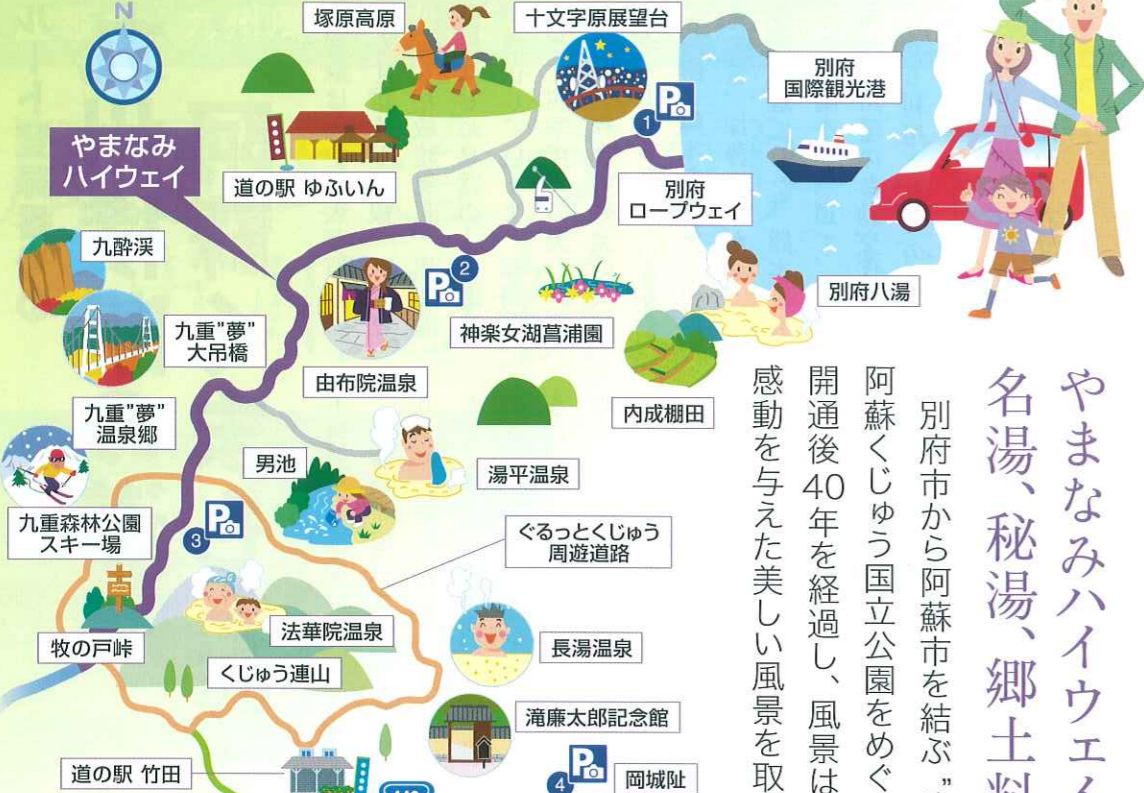 N
塚原高原
十文字原展望台
別府
国際観光港
P
1
やまなみ
ハイウェイ
道の駅 ゆふいん
別府
ロープウェイ
九酔渓
P
2
別府八湯
九重"夢"
大吊橋
神楽女湖菖浦園
由布院温泉
内成棚田
九重"夢"
温泉郷
男池
湯平温泉
九重森林公園
スキー場
P
3
ぐるっとくじゅう
周遊道路
牧の戸峠
法華院温泉
長湯温泉
くじゅう連山
滝廉太郎記念館
道の駅 竹田
P
4
岡城阯
やまなみハイウェイ
名湯、秘湯、郷土料
別府市から阿蘇市を結ぶ"
阿蘇くじゅう国立公園をめぐ
開通後40年を経過し、風景は
感動を与えた美しい風景を取